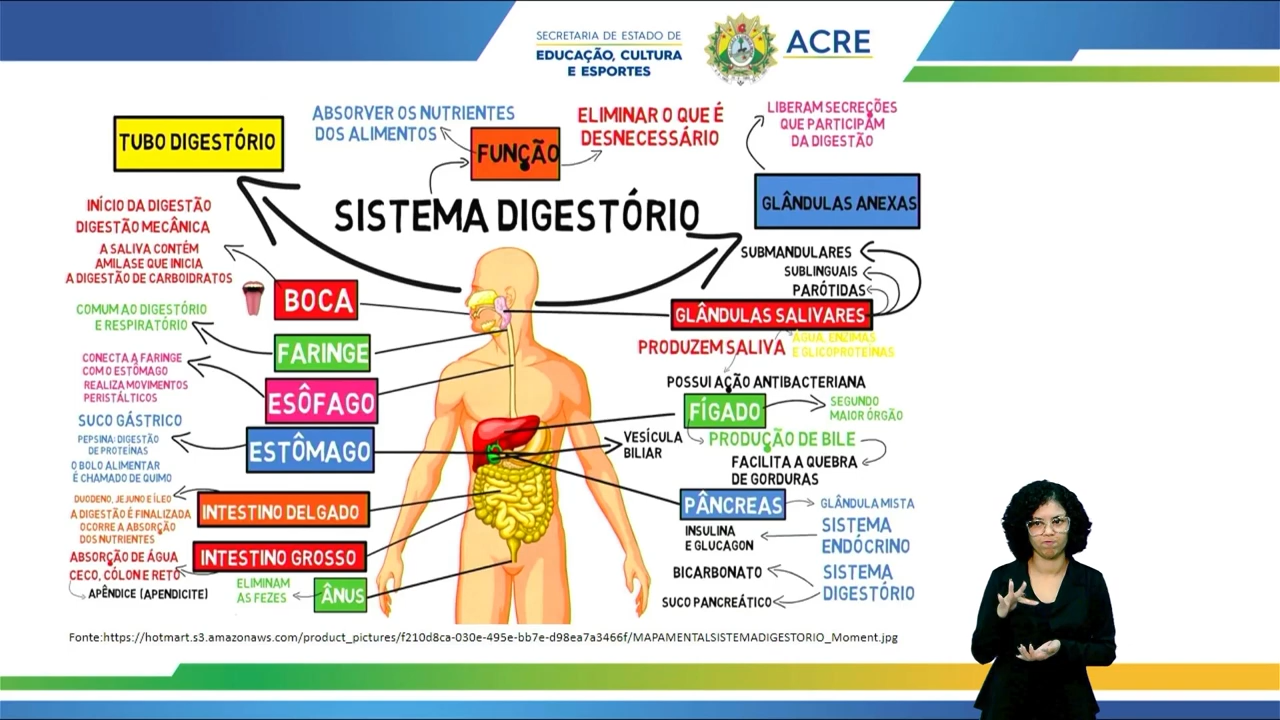 SECRETARIA DE ESTADO DE
EDUCAÇÃO, CULTURA
E ESPORTES
ACRE
TUBO DIGESTÓRIO
ABSORVER OS NUTRIENTES
DOS ALIMENTOS
FUNÇÃO
ELIMINAR O QUE É
DESNECESSÁRIO
LIBERAM SECREÇÕES
QUE PARTICIPAM
DA DIGESTÃO
GLÂNDULAS ANEXAS
SISTEMA DIGESTÓRIO
INÍCIO DA DIGESTÃO
DIGESTÃO MECÂNICA
A SALIVA CONTÉM
AMILASE QUE INICIA
A DIGESTÃO DE CARBOIDRATOS
BOCA
COMUM AO DIGESTÓRIO
E RESPIRATÓRIO
FARINGE
CONECTA A FARINGE
COM O ESTÔMAGO
REALIZA MOVIMENTOS
PERISTÁLTICOS
ESÔFAGO
SUCO GÁSTRICO
PEPSINA: DIGESTÃO
DE PROTEÍNAS
O BOLO ALIMENTAR
É CHAMADO DE QUIMO
ESTÔMAGO
DUODENO, JEJUNO E ÍLEO
A DIGESTÃO É FINALIZADA
OCORRE A ABSORÇÃO
DOS NUTRIENTES
INTESTINO DELGADO
ABSORÇÃO DE ÁGUA
CECO, CÓLON E RETO
APÊNDICE (APENDICITE)
INTESTINO GROSSO
ELIMINAM
AS FEZES
ÂNUS
SUBMANDULARES
SUBLINGUAIS
PARÓTIDAS
GLÂNDULAS SALIVARES
PRODUZEM SALIVA
ÁGUA, ENZIMAS
E GLICOPROTEÍNAS
POSSUI AÇÃO ANTIBACTERIANA
FÍGADO
SEGUNDO
MAIOR ÓRGÃO
VESÍCULA
BILIAR
PRODUÇÃO DE BILE
FACILITA A QUEBRA
DE GORDURAS
PÂNCREAS
GLÂNDULA MISTA
INSULINA
E GLUCAGON
SISTEMA
ENDÓCRINO
BICARBONATO
SUCO PANCREÁTICO
SISTEMA
DIGESTÓRIO
Fonte:https://hotmart.s3.amazonaws.com/product_pictures/f210d8ca-030e-495e-bb7e-d98ea7a3466f/MAPAMENTALSISTEMADIGESTORIO_Moment.jpg